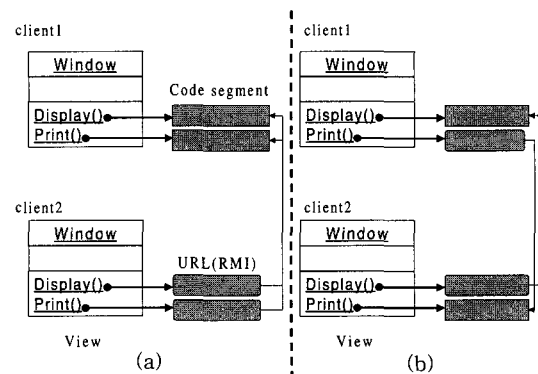 client1
Window
Code segment
Display()
Print()
client2
Window
URL(RMI)
Display()
Print()
View
(a)
client1
Window
Display()
Print()
client2
Window
Display()
Print()
View
(b)